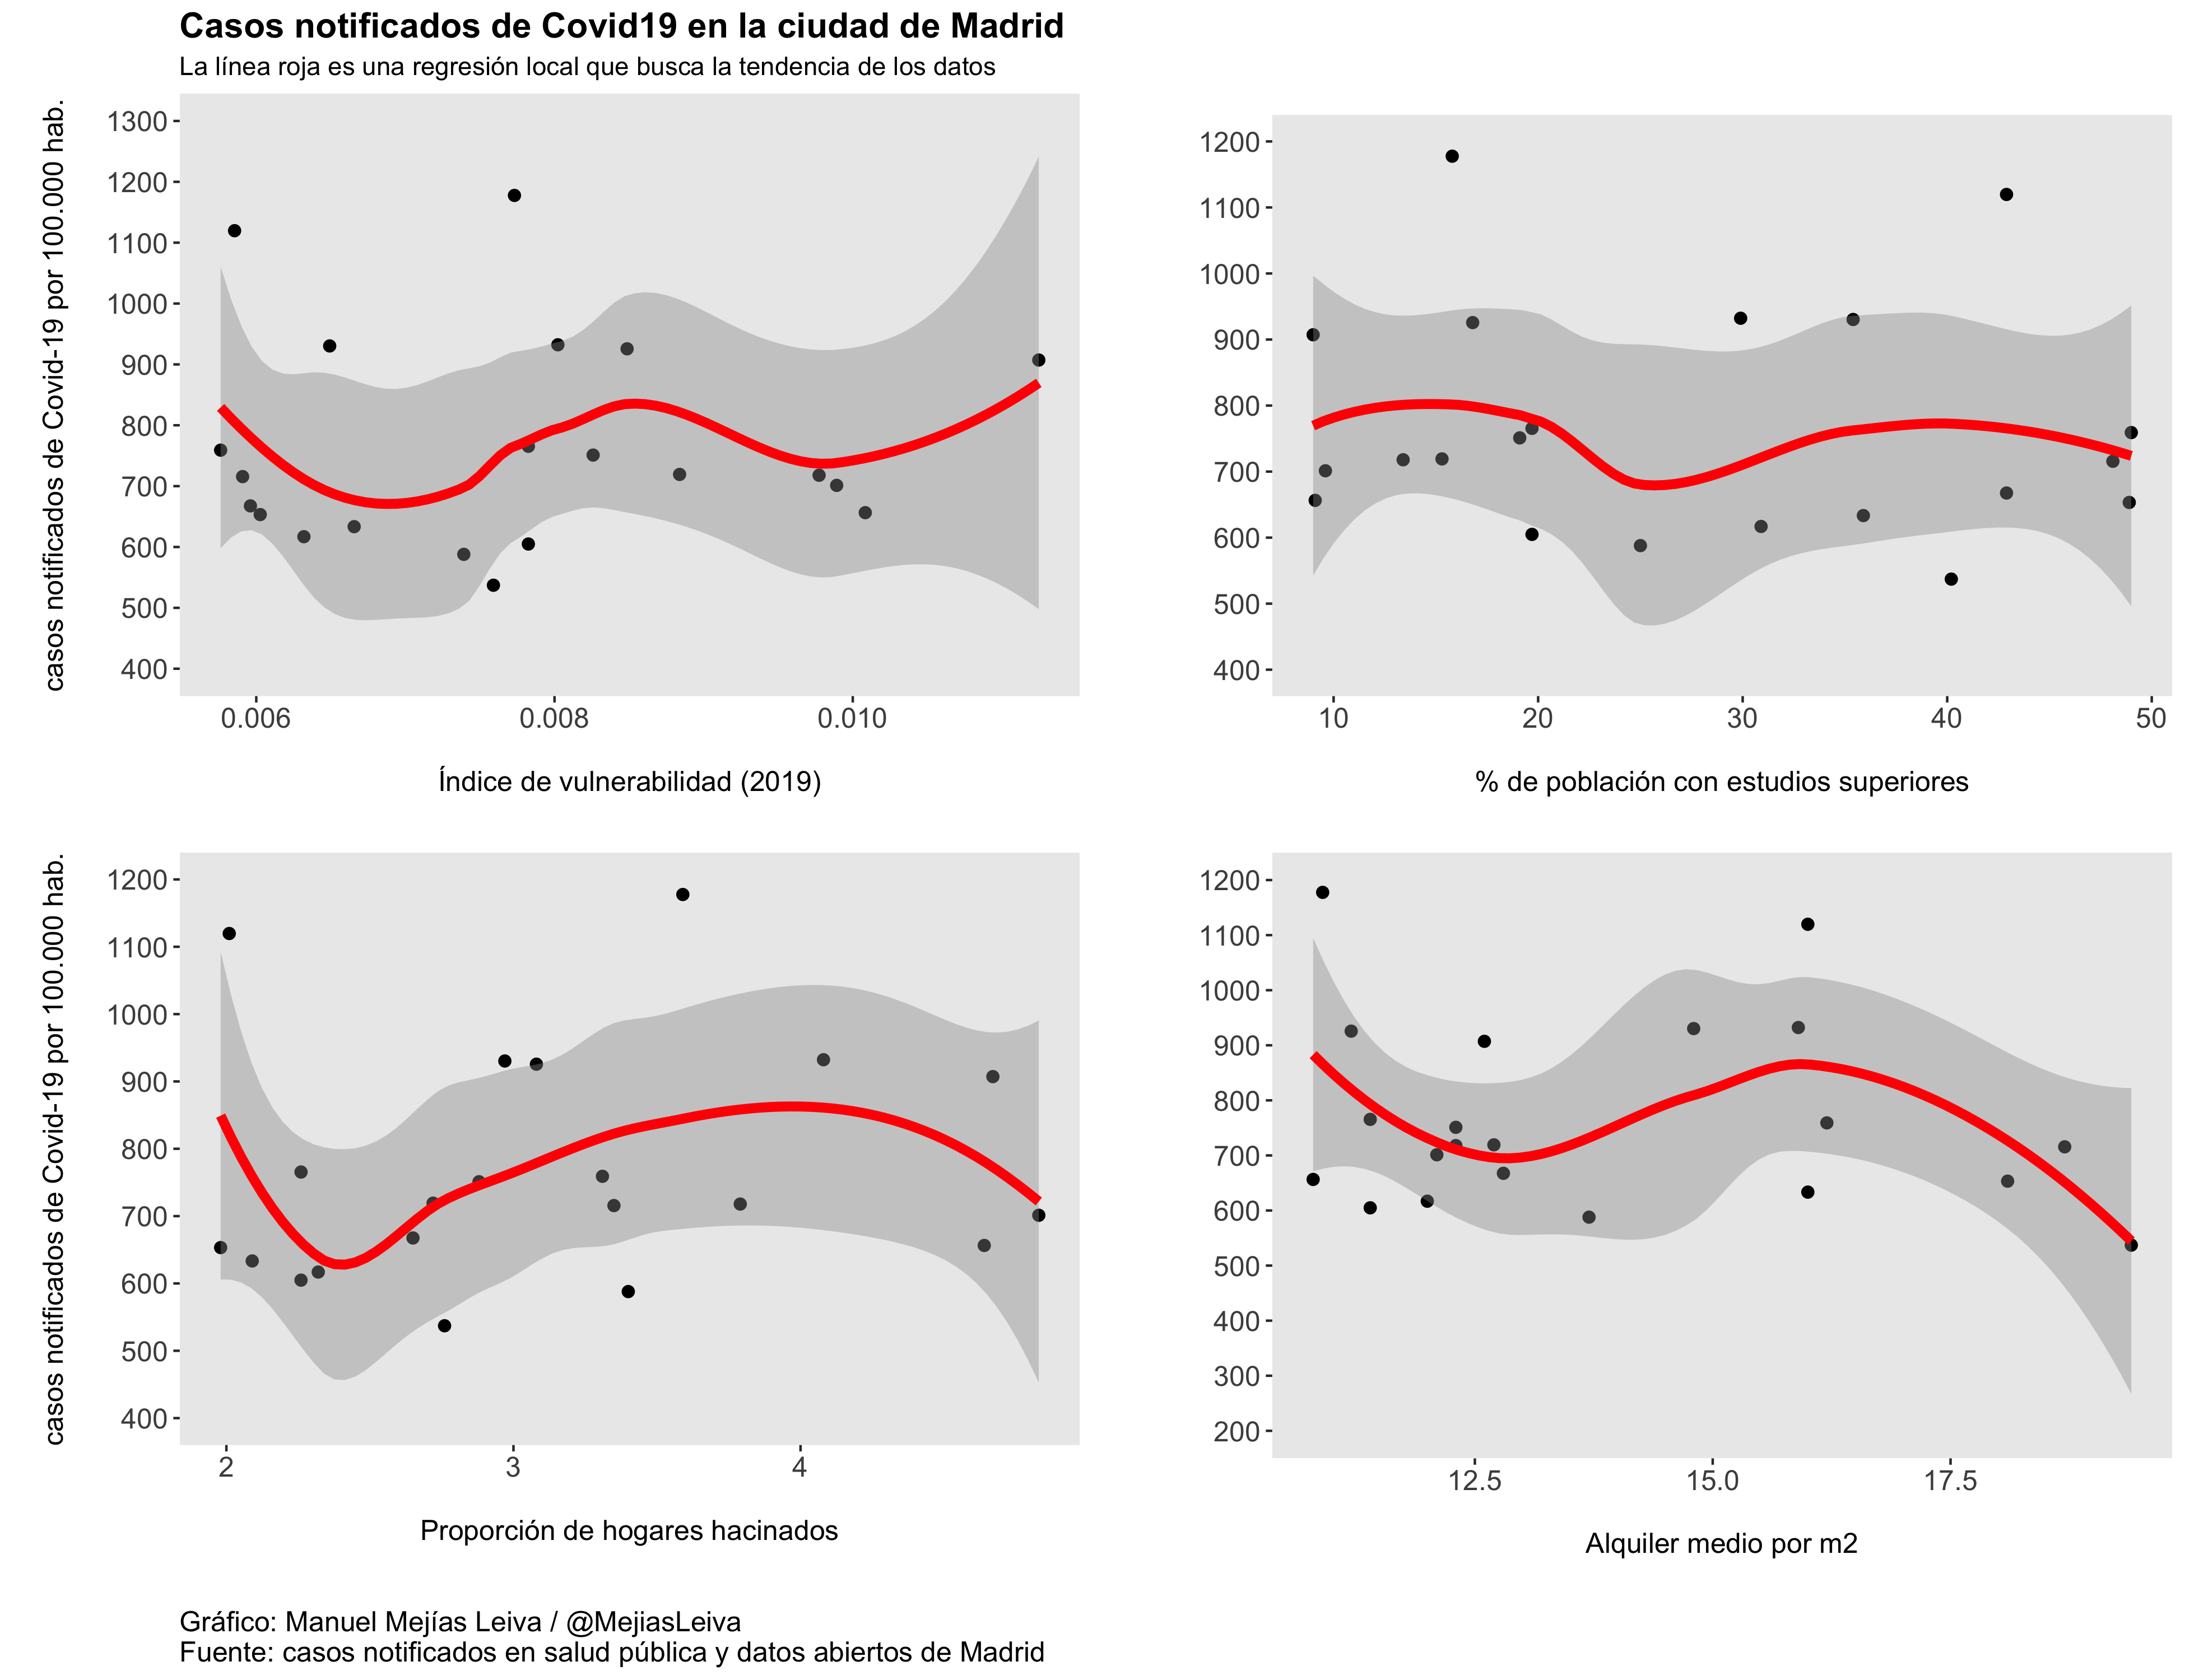 Casos notificados de Covid19 en la ciudad de Madrid
La línea roja es una regresión local que busca la tendencia de los datos
casos notificados de Covid-19 por 100.000 hab.
1300
1200
1100
1000
900
800
700
600
500
400
0.006 0.008 0.010
Índice de vulnerabilidad (2019)
1200
1100
1000
900
800
700
600
500
400
10 20 30 40 50
% de población con estudios superiores
casos notificados de Covid-19 por 100.000 hab.
1200
1100
1000
900
800
700
600
500
400
2 3 4
Proporción de hogares hacinados
1200
1100
1000
900
800
700
600
500
400
300
200
12.5 15.0 17.5
Alquiler medio por m2
Gráfico: Manuel Mejías Leiva / @MejiasLeiva
Fuente: casos notificados en salud pública y datos abiertos de Madrid